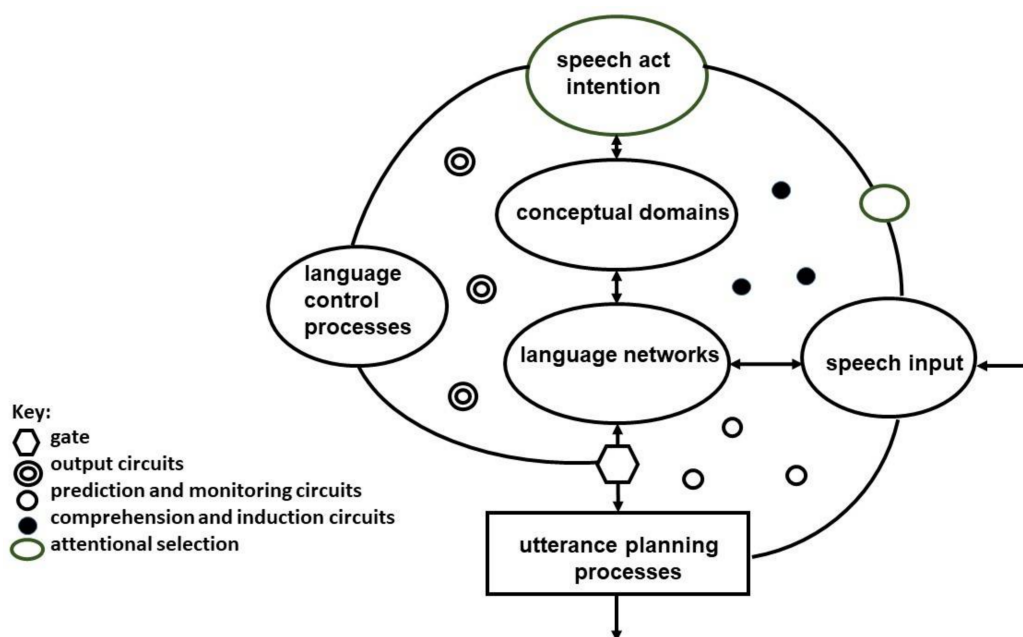 speech act
intention
conceptual domains
language
control
processes
language networks
speech input
Key:
gate
output circuits
prediction and monitoring circuits
comprehension and induction circuits
attentional selection
utterance planning
processes